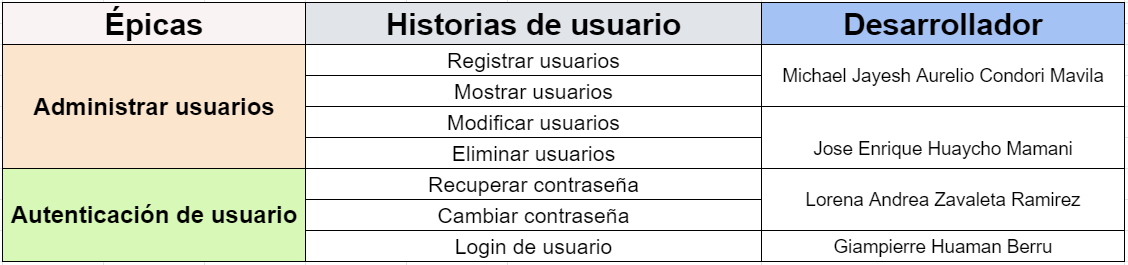 Épicas Historias de usuario Desarrollador
Administrar usuarios
Registrar usuarios
Mostrar usuarios
Modificar usuarios
Eliminar usuarios
Michael Jayesh Aurelio Condori Mavila
Jose Enrique Huaycho Mamani
Autenticación de usuario
Recuperar contraseña
Cambiar contraseña
Login de usuario
Lorena Andrea Zavaleta Ramirez
Giampierre Huaman Berru